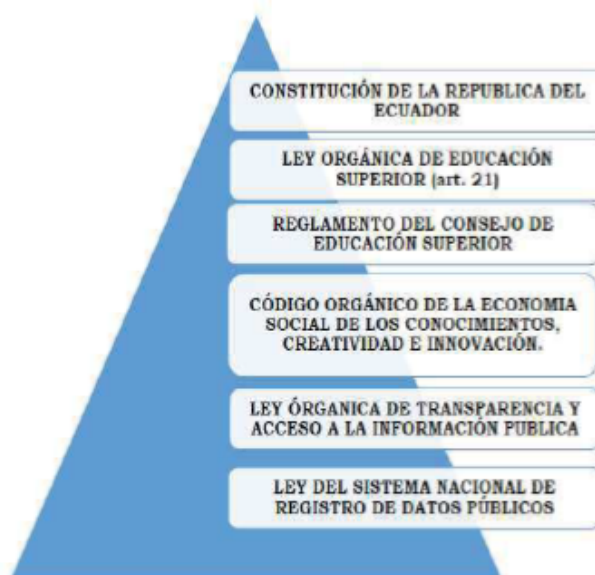 CONSTITUCIÓN DE LA REPUBLICA DEL
ECUADOR
LEY ORGÁNICA DE EDUCACIÓN
SUPERIOR (art. 21)
REGLAMENTO DEL CONSEJO DE
EDUCACIÓN SUPERIOR
CÓDIGO ORGÁNICO DE LA ECONOMIA
SOCIAL DE LOS CONOCIMIENTOS,
CREATIVIDAD E INNOVACIÓN.
LEY ÓRGANICA DE TRANSPARENCIA Y
ACCESO A LA INFORMACIÓN PUBLICA
LEY DEL SISTEMA NACIONAL DE
REGISTRO DE DATOS PÚBLICOS